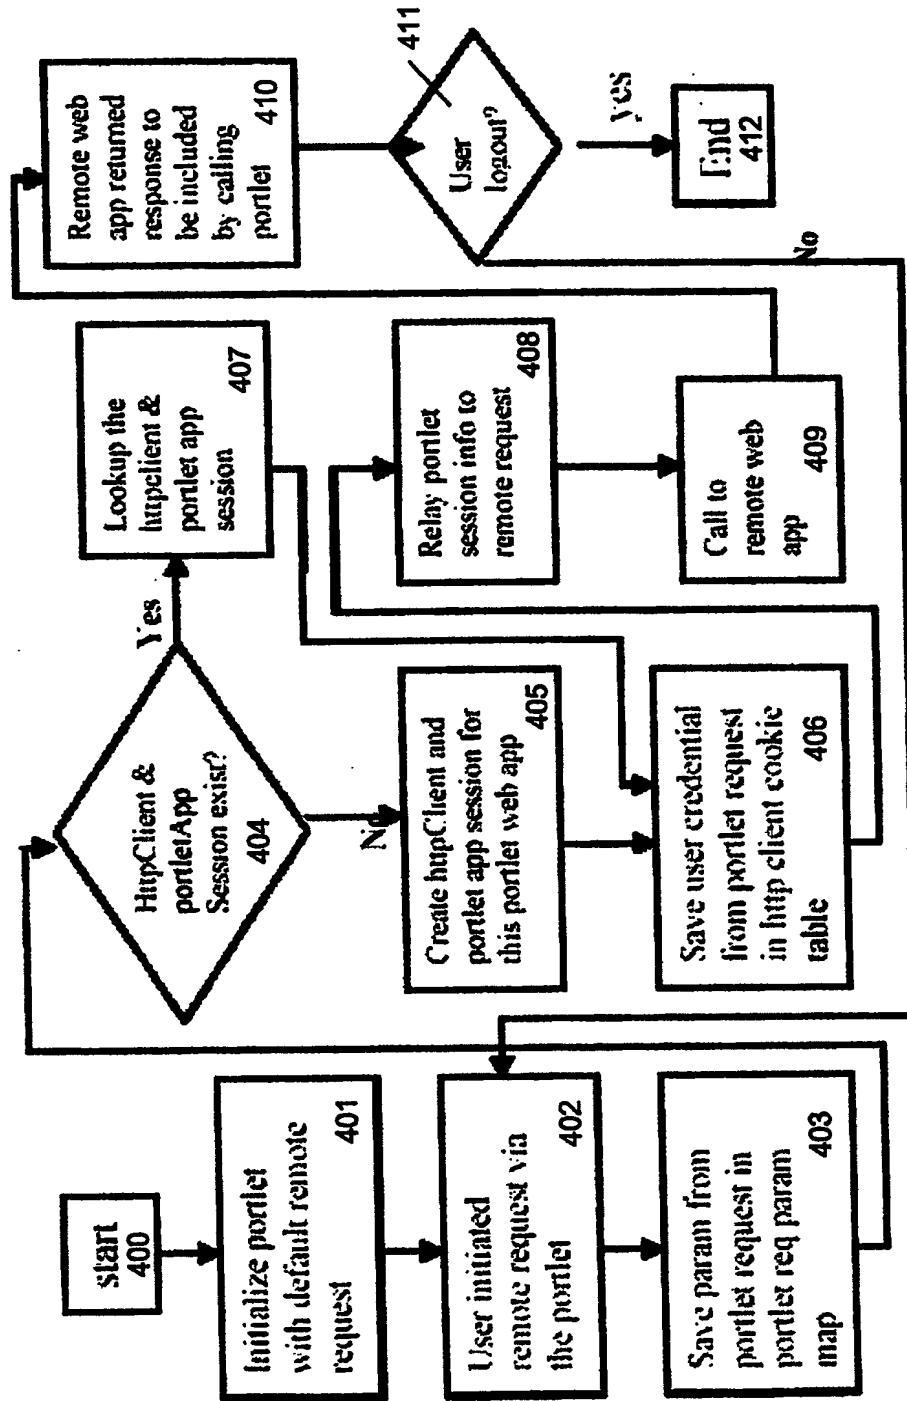 start
400
Initialize portlet
with default remote
request
401
User initiated
remote request via
the portlet
402
Save param from
portlet request in
portlet req param
map
403
HttpClient &
portletApp
Session exist?
404
Yes
No
Create httpClient and
portlet app session for
this portlet web app
405
Save user credential
from portlet request
in http client cookie
table
406
Lookup the
httpclient &
portlet app
session
407
Relay portlet
session info to
remote request
408
Call to
remote web
app
409
Remote web
app returned
response to
be included
by calling
portlet
410
411
User
logout?
yes
No
End
412